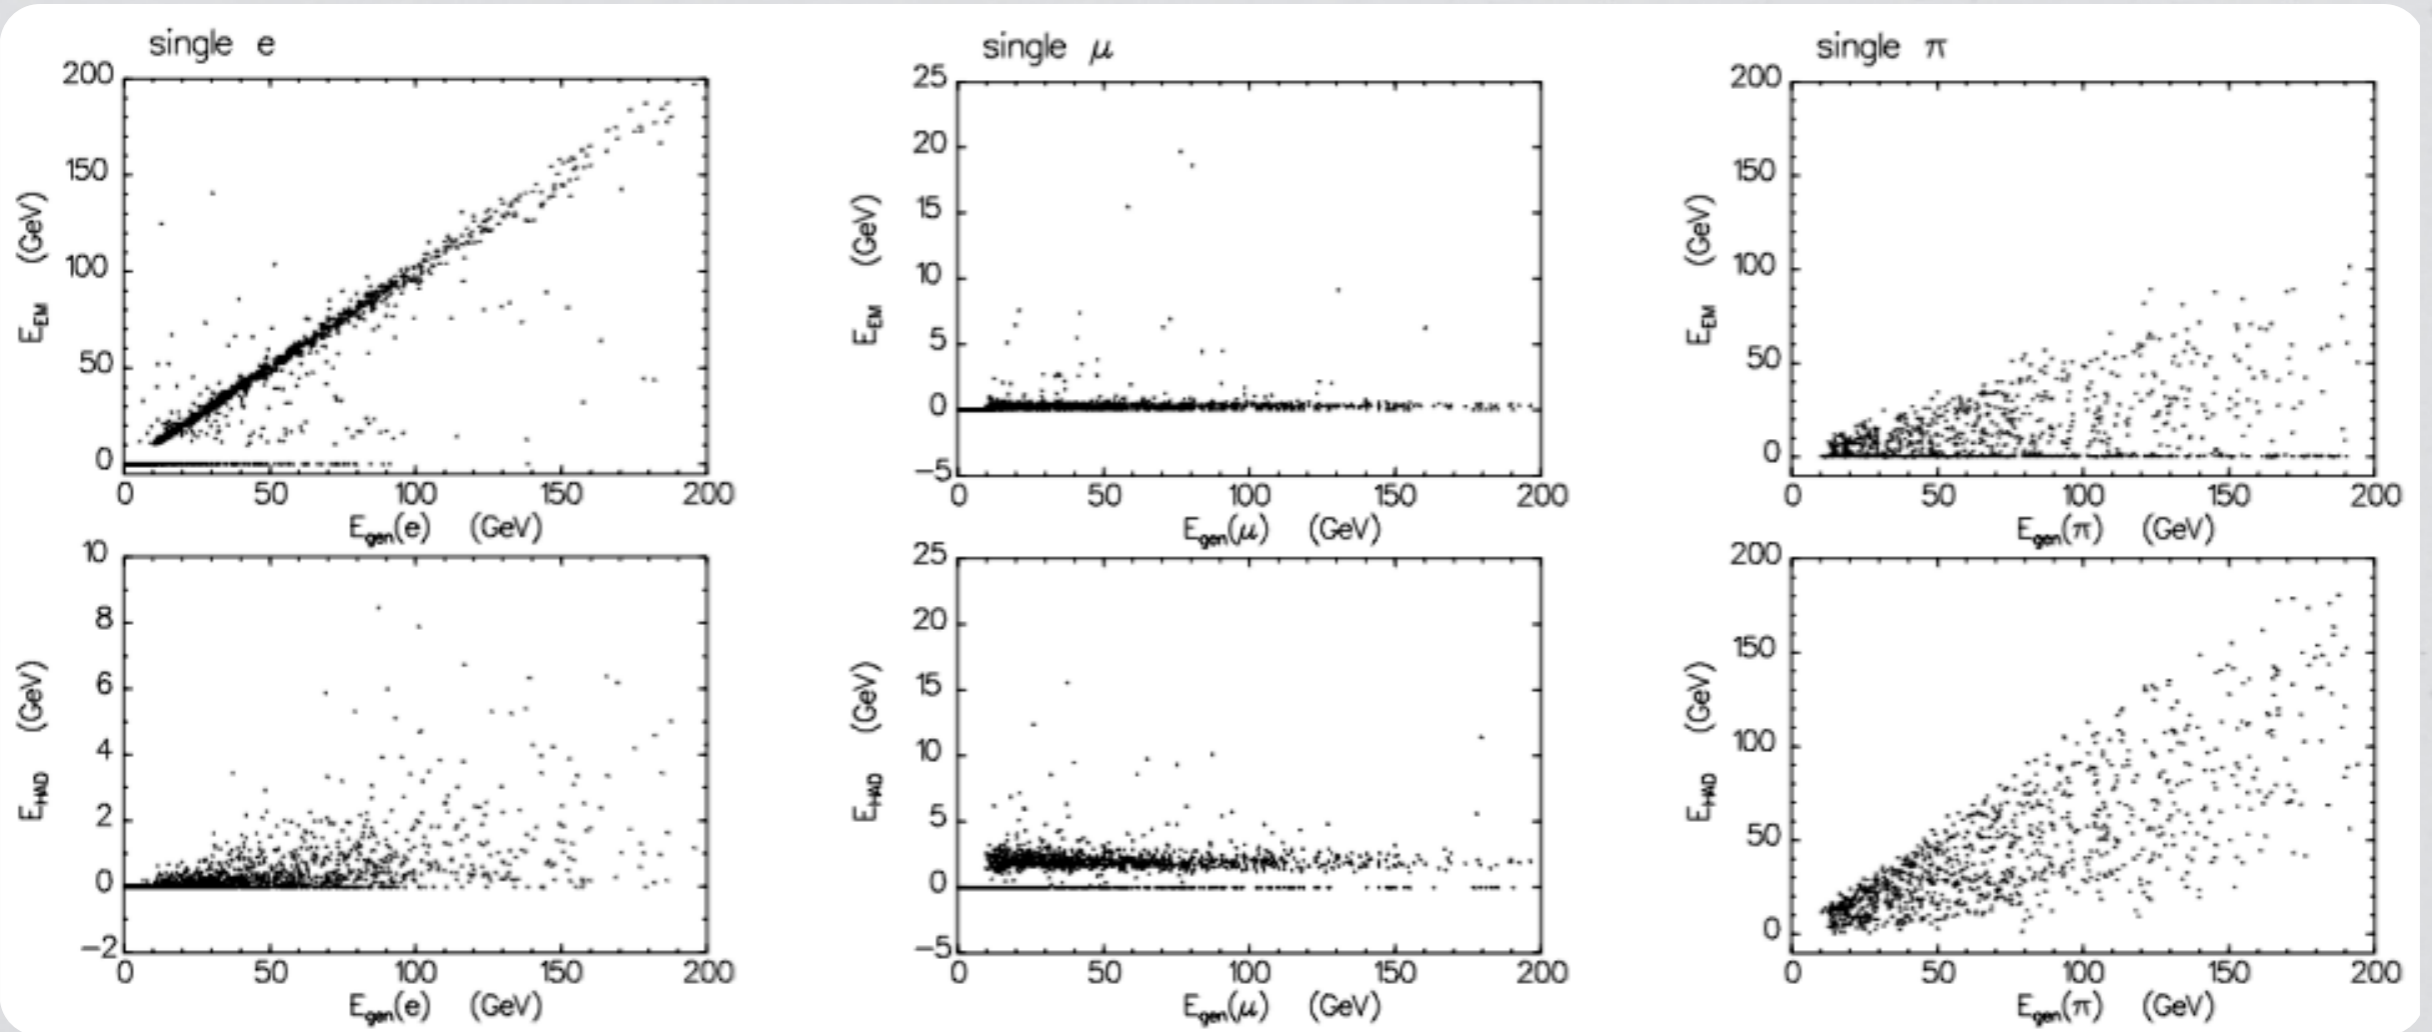 single e
200
150
100
50
0
E_EM (GeV)
0 50 100 150 200
E_gen(e) (GeV)
single μ
25
20
15
10
5
0
−5
E_EM (GeV)
0 50 100 150 200
E_gen(μ) (GeV)
single π
200
150
100
50
0
E_EM (GeV)
0 50 100 150 200
E_gen(π) (GeV)
10
8
6
4
2
0
−2
E_HAD (GeV)
0 50 100 150 200
E_gen(e) (GeV)
25
20
15
10
5
0
−5
E_HAD (GeV)
0 50 100 150 200
E_gen(μ) (GeV)
200
150
100
50
0
E_HAD (GeV)
0 50 100 150 200
E_gen(π) (GeV)